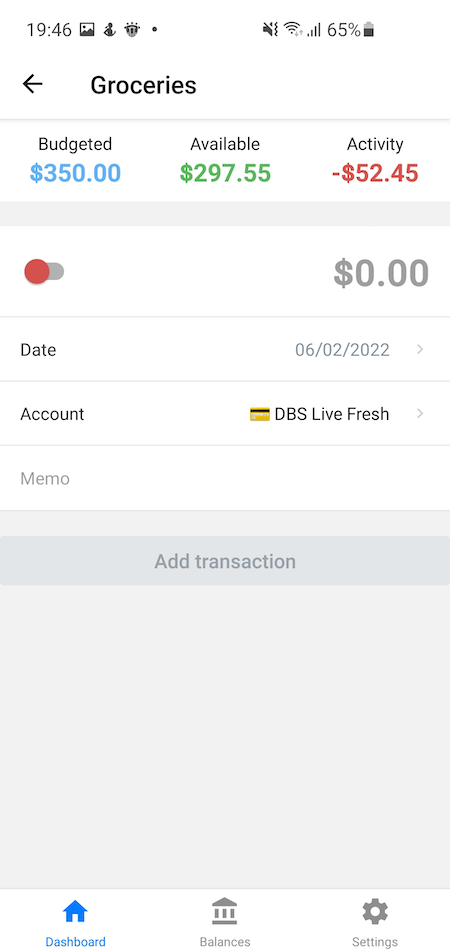 19:46 65%
Groceries
Budgeted Available Activity
$350.00 $297.55 -$52.45
$0.00
Date 06/02/2022
Account DBS Live Fresh
Memo
Add transaction
Dashboard Balances Settings